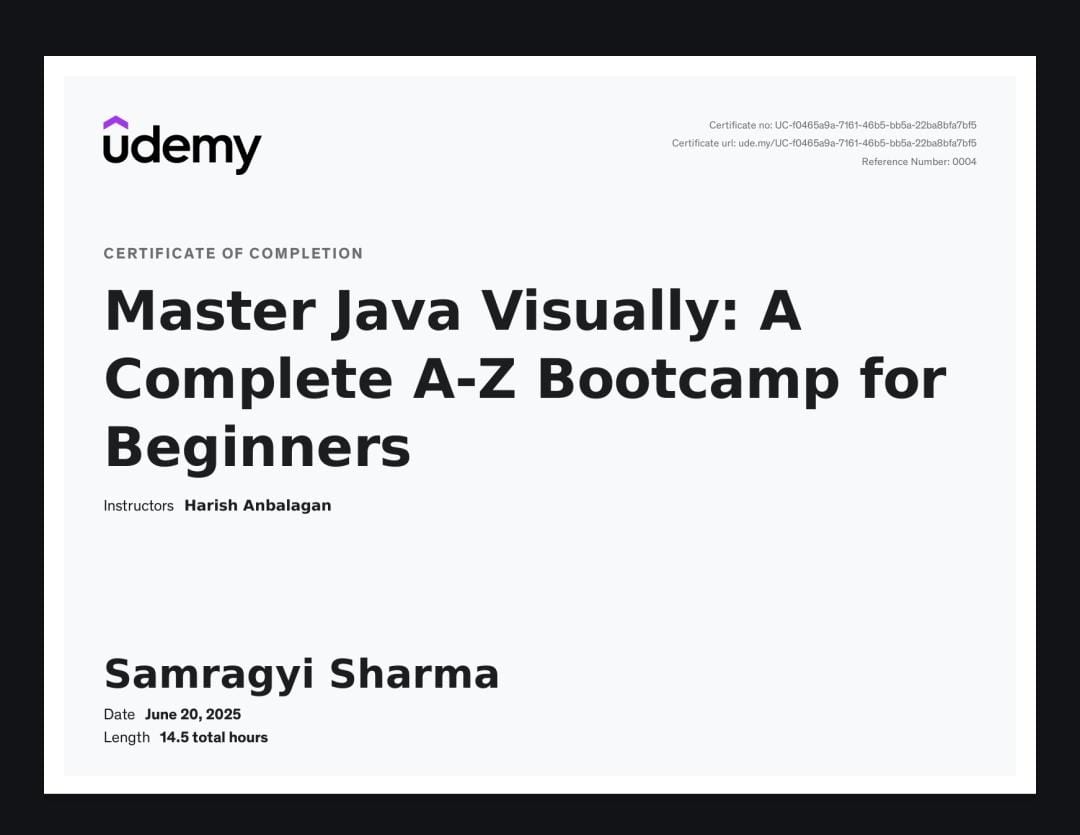 udemy
Certificate no: UC-f0465a9a-7161-46b5-bb5a-22ba8bfa7bf5
Certificate url: ude.my/UC-f0465a9a-7161-46b5-bb5a-22ba8bfa7bf5
Reference Number: 0004
CERTIFICATE OF COMPLETION
Master Java Visually: A
Complete A-Z Bootcamp for
Beginners
Instructors Harish Anbalagan
Samragyi Sharma
Date June 20, 2025
Length 14.5 total hours